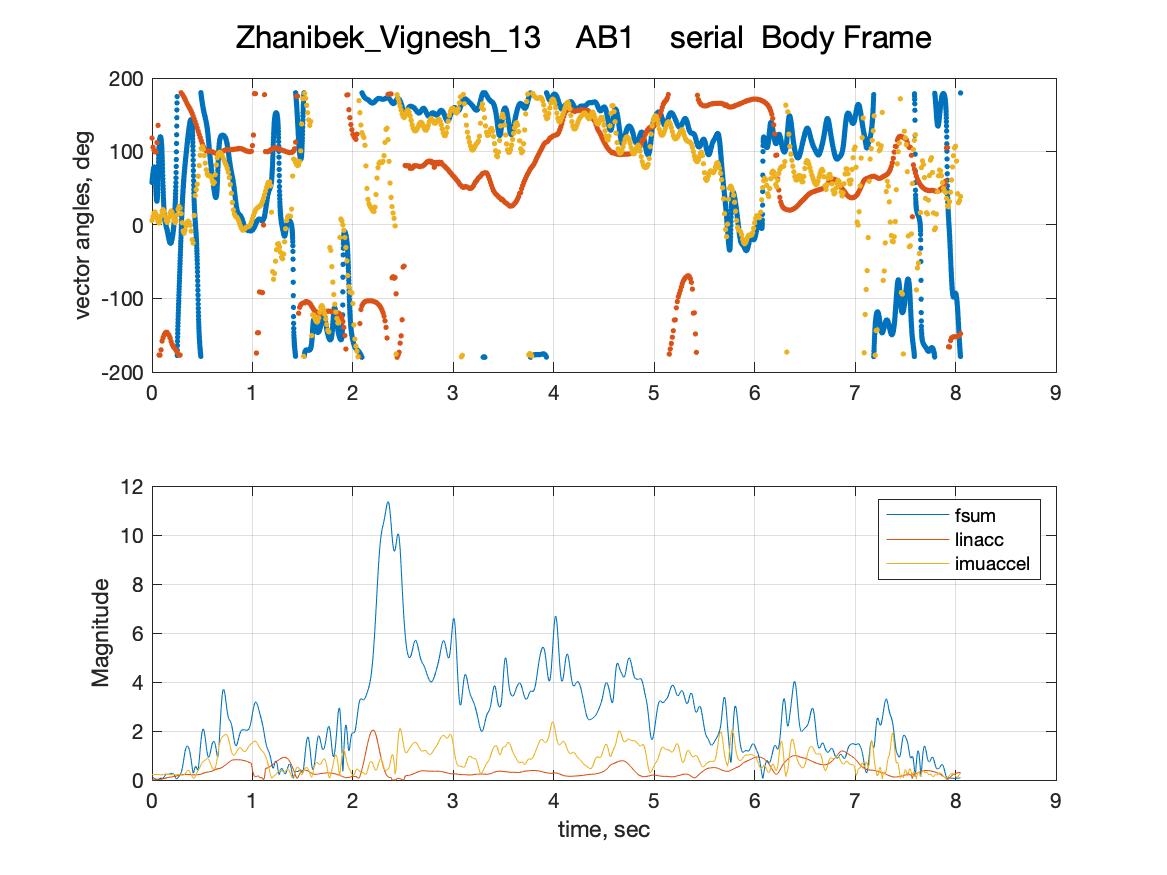 Zhanibek_Vignesh_13 AB1 serial Body Frame
200
100
0
-100
-200
vector angles, deg
0 1 2 3 4 5 6 7 8 9
12
10
8
6
4
2
0
Magnitude
fsum
linacc
imuaccel
0 1 2 3 4 5 6 7 8 9
time, sec